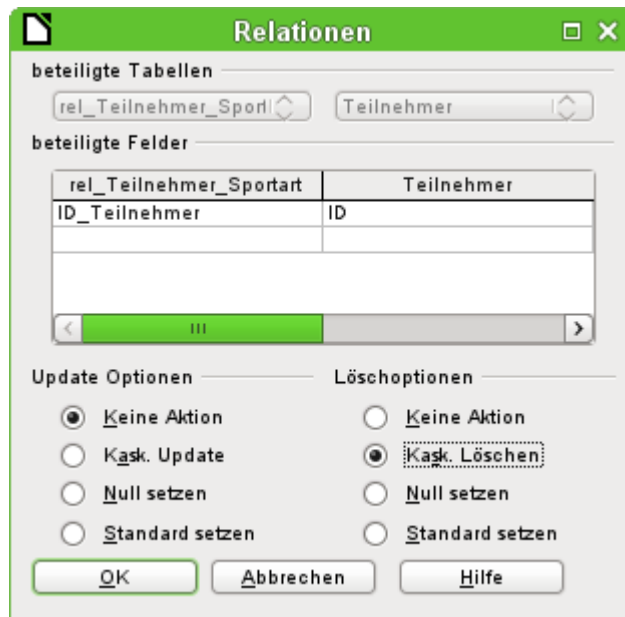 Relationen
beteiligte Tabellen
rel_Teilnehmer_Sport Teilnehmer
beteiligte Felder
rel_Teilnehmer_Sportart Teilnehmer
ID_Teilnehmer ID
Update Optionen Löschoptionen
Keine Aktion Keine Aktion
Kask. Update Kask. Löschen
Null setzen Null setzen
Standard setzen Standard setzen
OK Abbrechen Hilfe